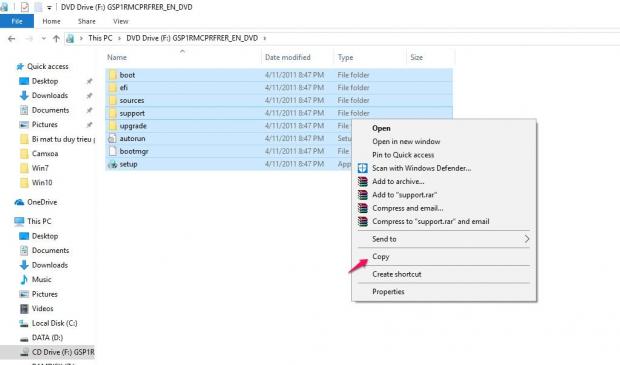 DVD Drive (F:) GSP1RMCPRFRER_EN_DVD
File Home Share View
This PC > DVD Drive (F:) GSP1RMCPRFRER_EN_DVD >
Name Date modified Type Size
Quick access
Desktop
Downloads
Documents
Pictures
Bi mat tu duy trieu p
Camxoa
Win7
Win10
OneDrive
This PC
Desktop
Documents
Downloads
Music
Pictures
Videos
Local Disk (C:)
DATA (D:)
CD Drive (F:) GSP1R
boot 4/11/2011 8:47 PM File folder
efi 4/11/2011 8:47 PM File folder
sources 4/11/2011 8:47 PM File folder
support 4/11/2011 8:47 PM File folder
upgrade 4/11/2011 8:47 PM File
autorun 4/11/2011 8:47 PM Setu
bootmgr 4/11/2011 8:47 PM File
setup 4/11/2011 8:47 PM App
Open
Open in new window
Pin to Quick access
Scan with Windows Defender...
Add to archive...
Add to "support.rar"
Compress and email...
Compress to "support.rar" and email
Send to
Copy
Create shortcut
Properties